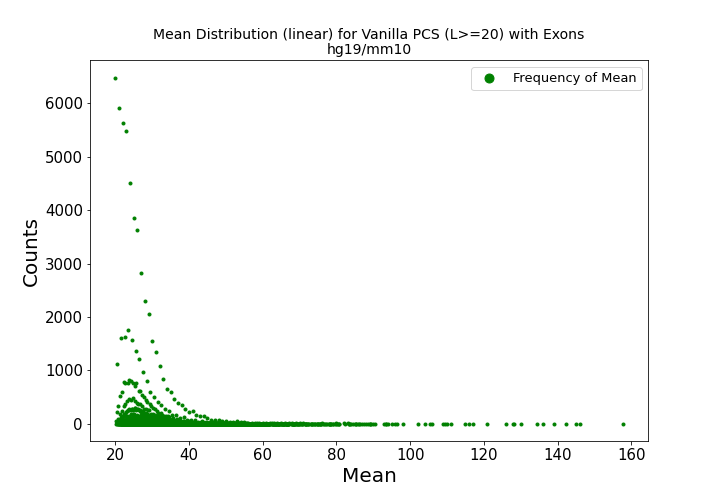 Mean Distribution (linear) for Vanilla PCS (L>=20) with Exons
hg19/mm10
Frequency of Mean
6000
5000
4000
3000
2000
1000
0
Counts
20 40 60 80 100 120 140 160
Mean